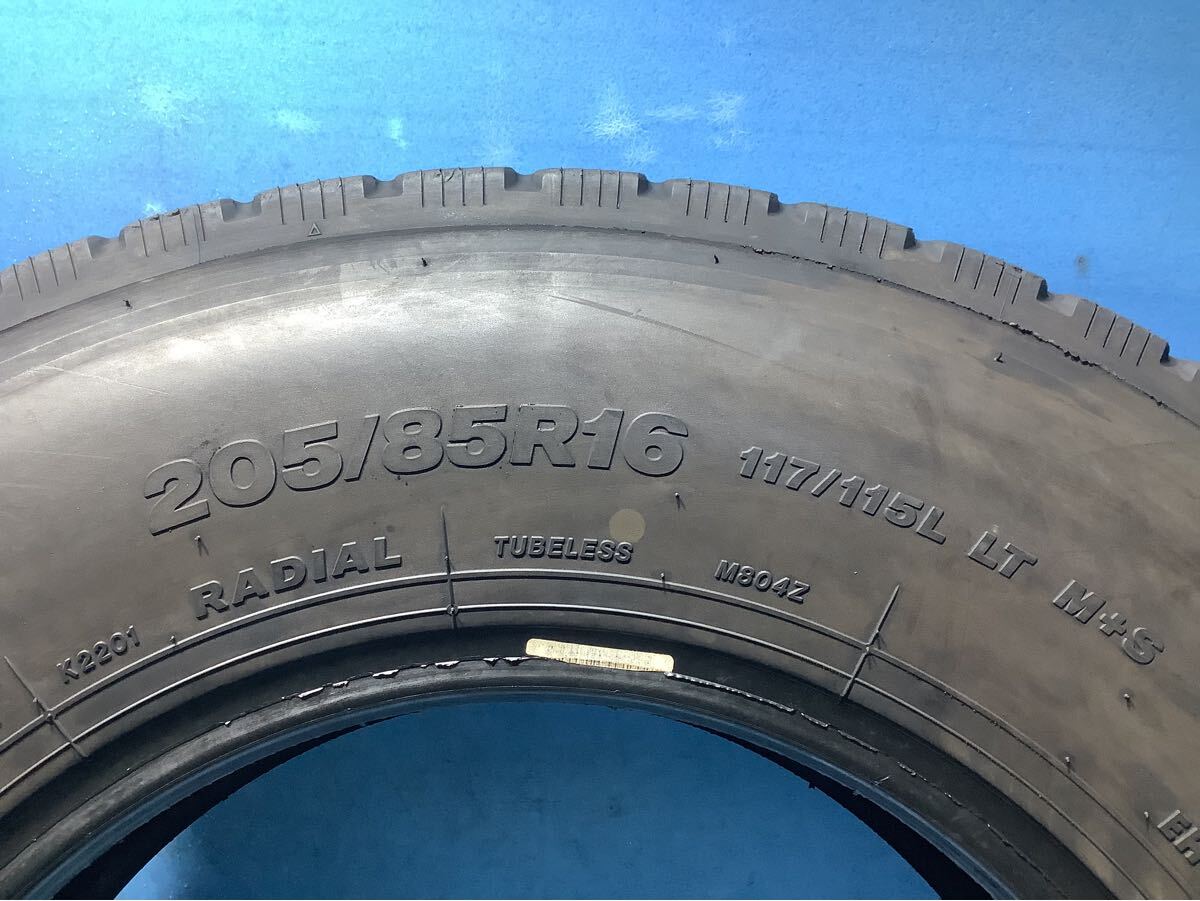 205/85R16 117/115L LT M+S
RADIAL TUBELESS M804Z
K2201